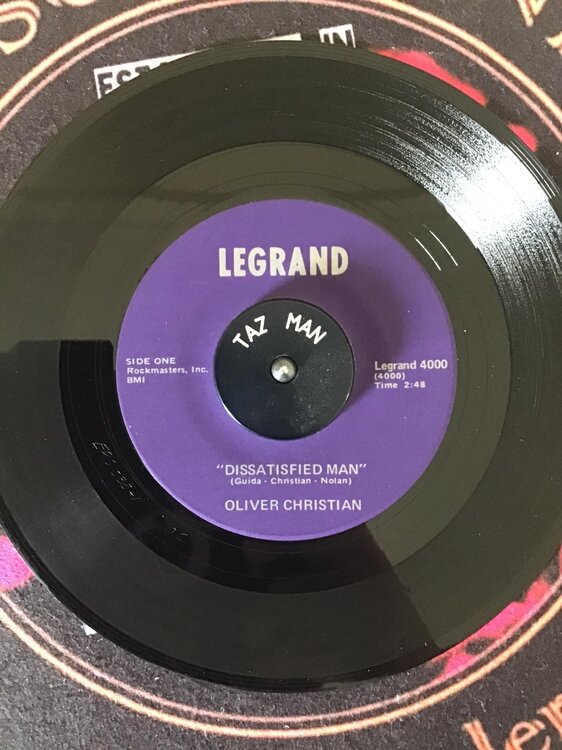 LEGRAND
TAZ MAN
SIDE ONE
Rockmasters, Inc.
BMI
Legrand 4000
(4000)
Time 2:48
"DISSATISFIED MAN"
(Guida - Christian - Nolan)
OLIVER CHRISTIAN